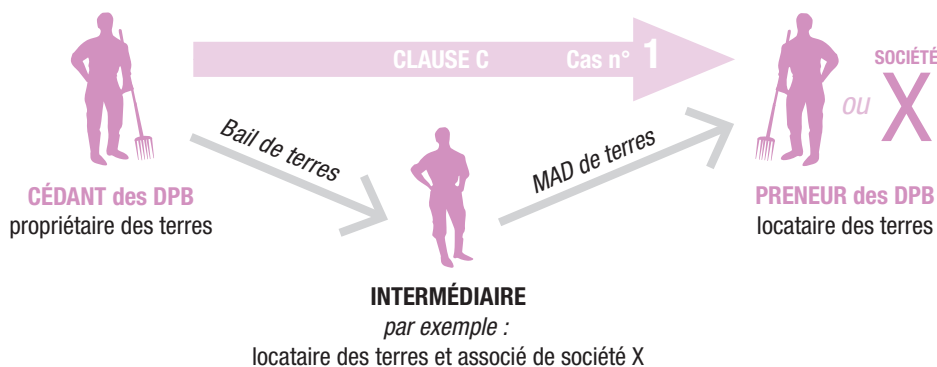 CLAUSE C Cas n° 1
SOCIÉTÉ
ou X
Bail de terres
MAD de terres
CÉDANT des DPB
propriétaire des terres
PRENEUR des DPB
locataire des terres
INTERMÉDIAIRE
par exemple :
locataire des terres et associé de société X